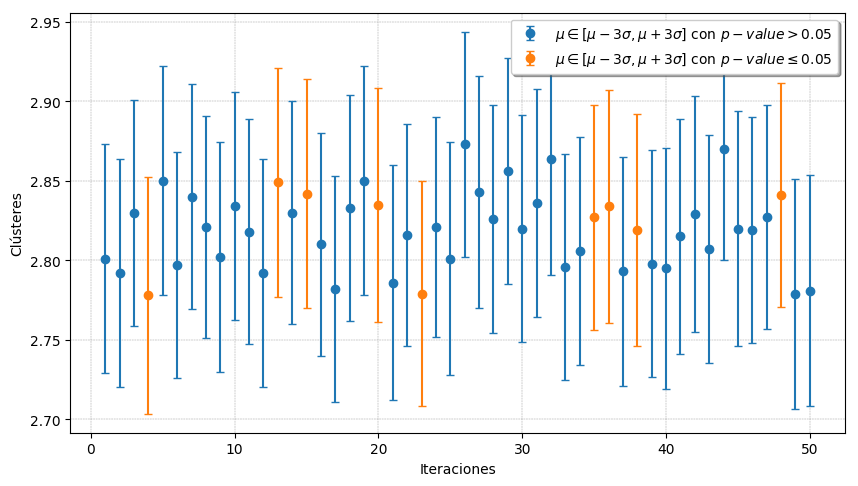 μ ∈ [μ − 3σ, μ + 3σ] con p − value > 0.05
μ ∈ [μ − 3σ, μ + 3σ] con p − value ≤ 0.05
2.95
2.90
2.85
2.80
2.75
2.70
Clústeres
0 10 20 30 40 50
Iteraciones